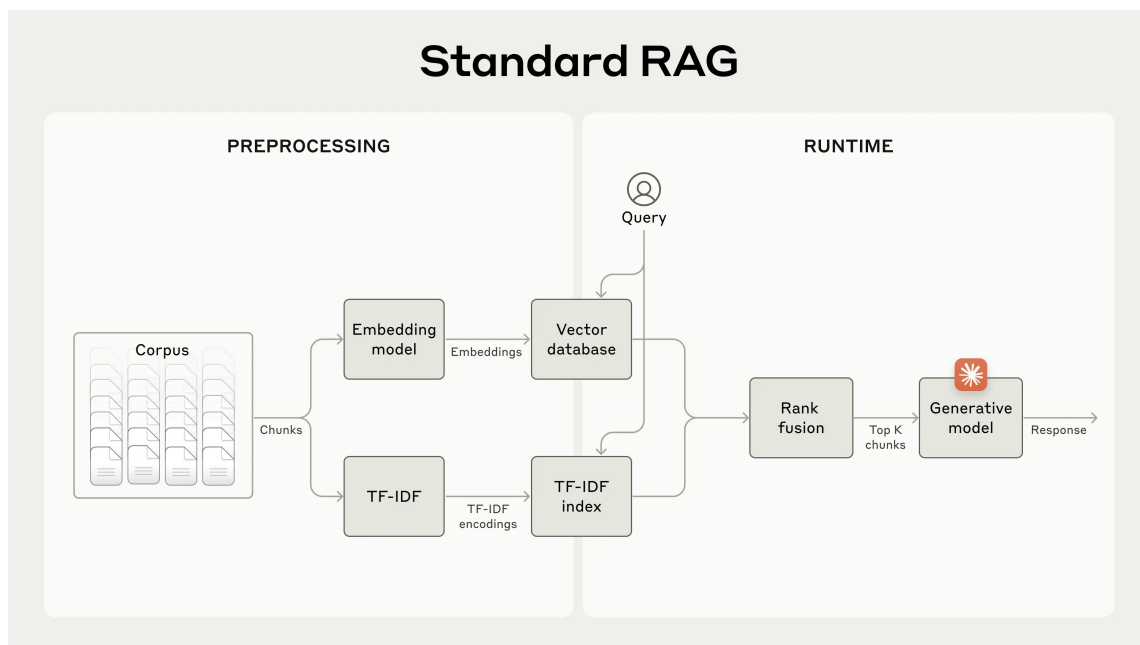 Standard RAG
PREPROCESSING
RUNTIME
Query
Corpus
Chunks
Embedding
model
Embeddings
Vector
database
TF-IDF
TF-IDF
encodings
TF-IDF
index
Rank
fusion
Top K
chunks
Generative
model
Response